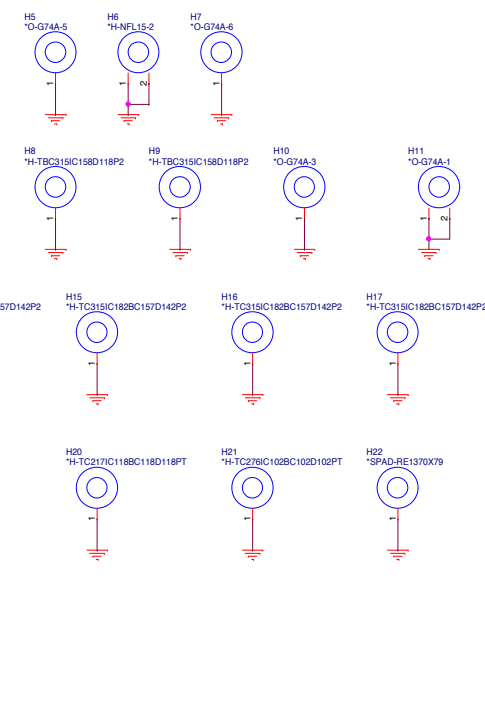 H5
*O-G74A-5
H6
*H-NFL15-2
H7
*O-G74A-6
1
1
2
1
H8
*H-TBC315IC158D118P2
H9
*H-TBC315IC158D118P2
H10
*O-G74A-3
H11
*O-G74A-1
1
1
1
1
2
57D142P2
H15
*H-TC315IC182BC157D142P2
H16
*H-TC315IC182BC157D142P2
H17
*H-TC315IC182BC157D142P2
1
1
1
H20
*H-TC217IC118BC118D118PT
H21
*H-TC276IC102BC102D102PT
H22
*SPAD-RE1370X79
1
1
1